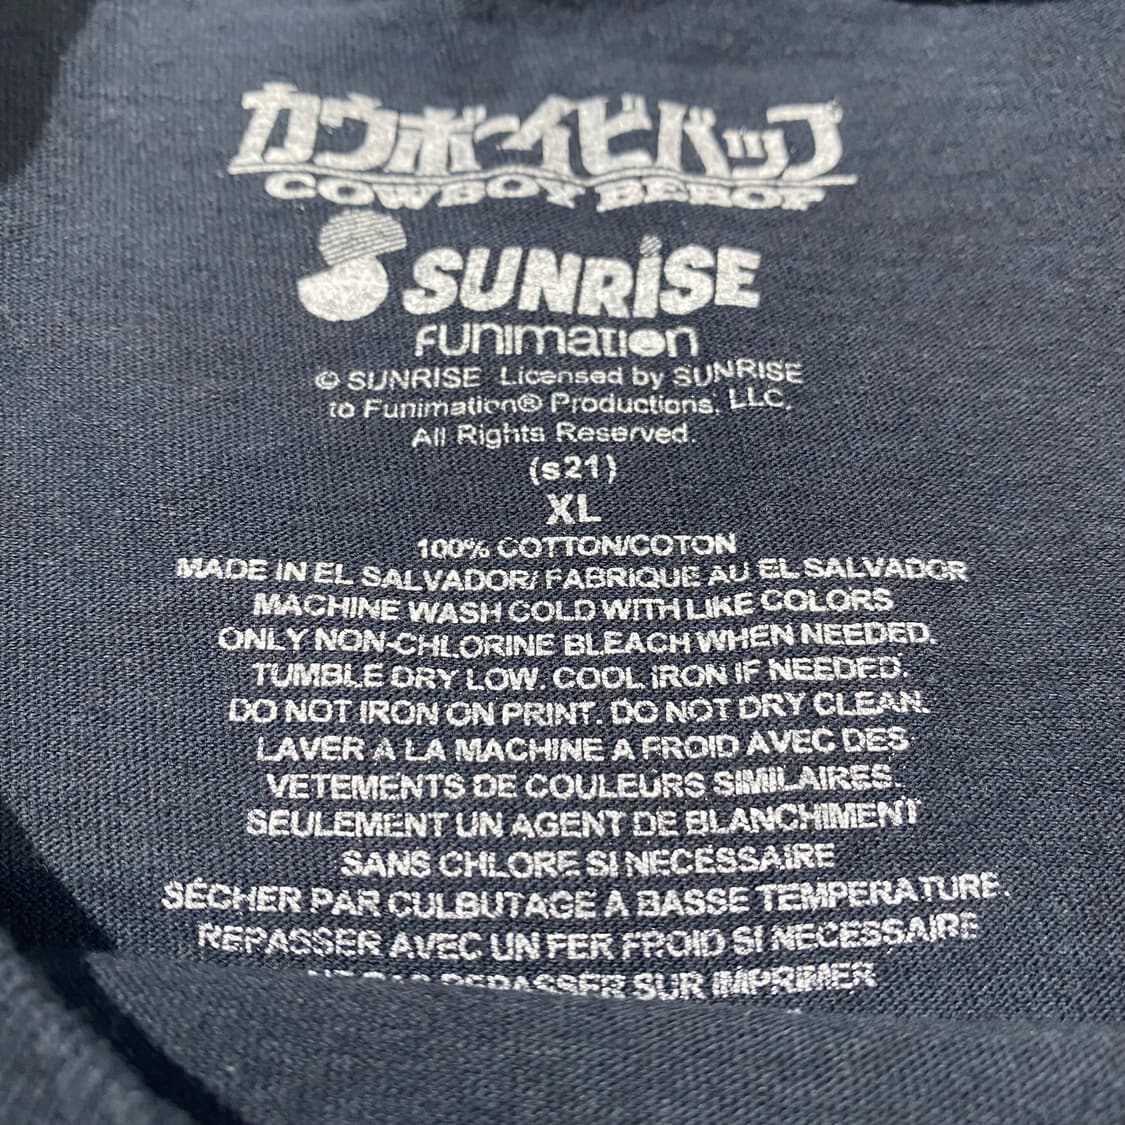 カウボーイビバップ
COWBOY BEBOP
SUNRISE
FUNIMATION
© SUNRISE Licensed by SUNRISE
to Funimation® Productions, LLC.
All Rights Reserved.
(s21)
XL
100% COTTON/COTON
MADE IN EL SALVADOR/ FABRIQUE AU EL SALVADOR
MACHINE WASH COLD WITH LIKE COLORS
ONLY NON-CHLORINE BLEACH WHEN NEEDED.
TUMBLE DRY LOW. COOL IRON IF NEEDED.
DO NOT IRON ON PRINT. DO NOT DRY CLEAN.
LAVER A LA MACHINE A FROID AVEC DES
VETEMENTS DE COULEURS SIMILAIRES.
SEULEMENT UN AGENT DE BLANCHIMENT
SANS CHLORE SI NECESSAIRE
SÉCHER PAR CULBUTAGE À BASSE TEMPERATURE.
REPASSER AVEC UN FER FROID SI NECESSAIRE
REPASSER SUR IMPRIMER